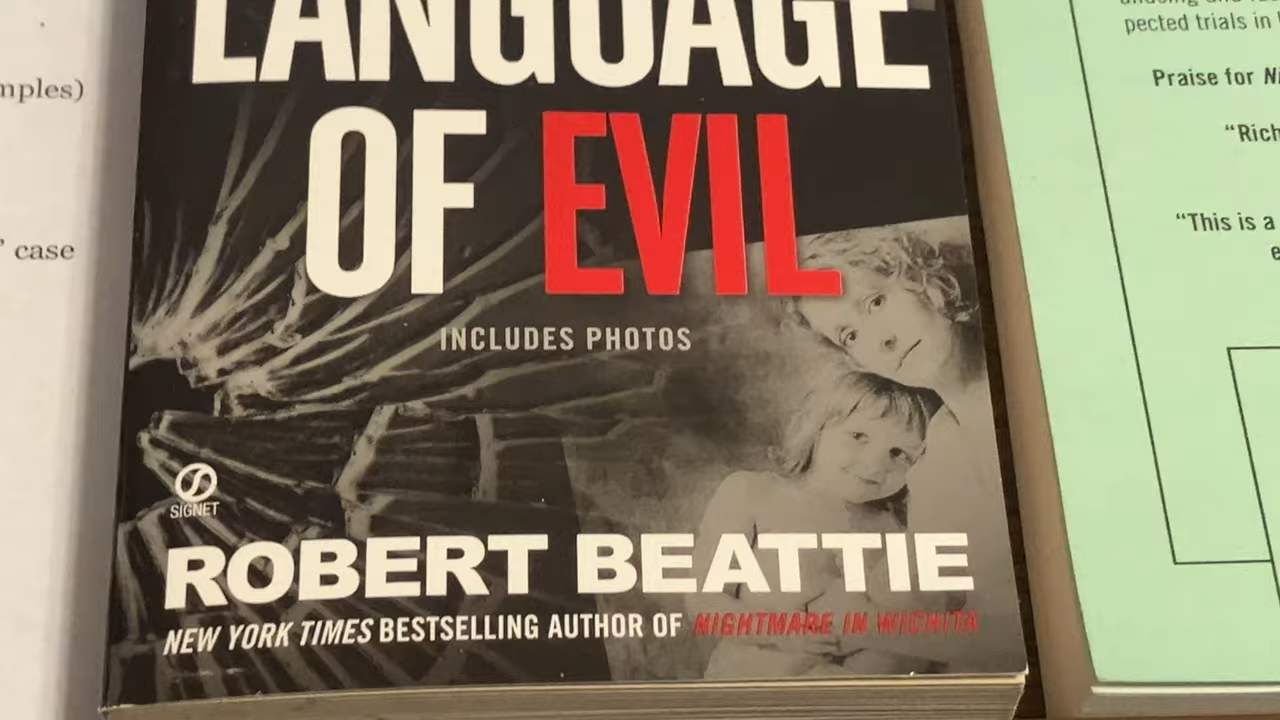 LANGUAGE
OF EVIL
INCLUDES PHOTOS
SIGNET
ROBERT BEATTIE
NEW YORK TIMES BESTSELLING AUTHOR OF NIGHTMARE IN WICHITA
mples)
' case
pected trials in
Praise for Ni
“Rich
“This is a
e